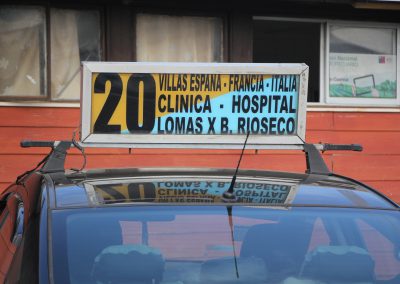 20
VILLAS ESPAÑA - FRANCIA - ITALIA
CLINICA - HOSPITAL
LOMAS X B. RIOSECO